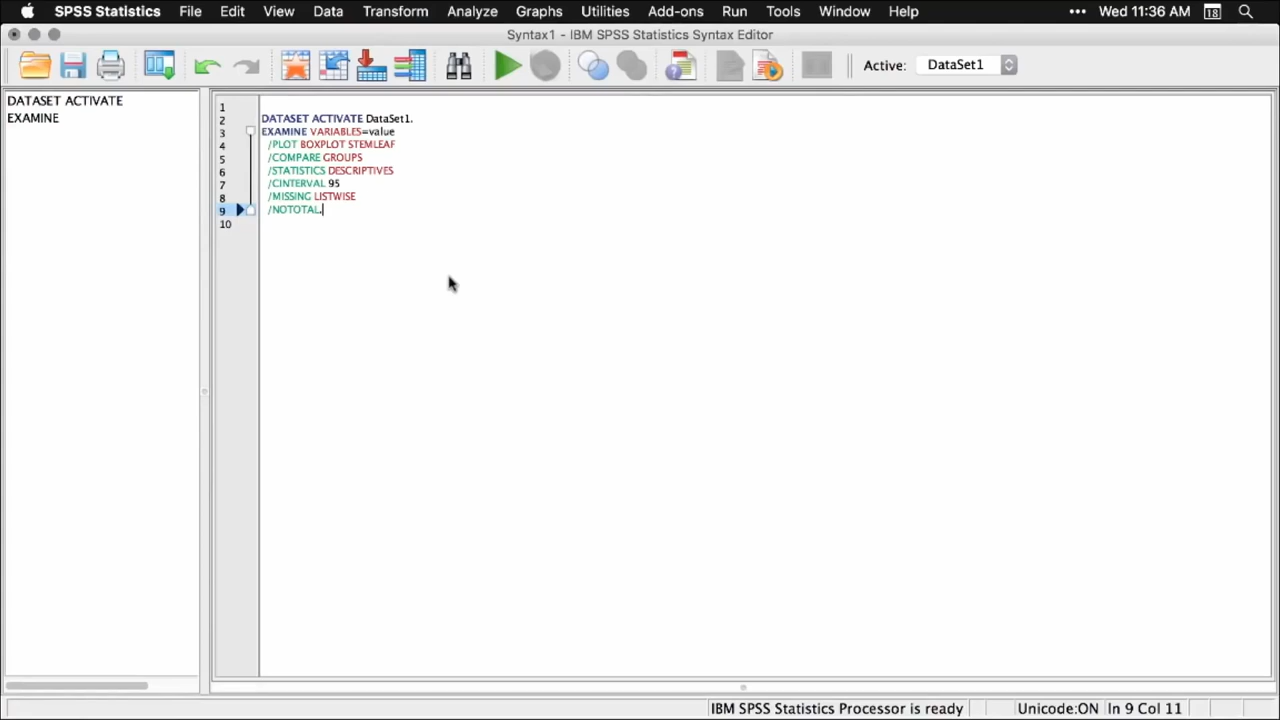 SPSS Statistics File Edit View Data Transform Analyze Graphs Utilities Add-ons Run Tools Window Help ••• Wed 11:36 AM 18
Syntax1 - IBM SPSS Statistics Syntax Editor
Active: DataSet1
DATASET ACTIVATE
EXAMINE
1
2 DATASET ACTIVATE DataSet1.
3 EXAMINE VARIABLES=value
4 /PLOT BOXPLOT STEMLEAF
5 /COMPARE GROUPS
6 /STATISTICS DESCRIPTIVES
7 /CINTERVAL 95
8 /MISSING LISTWISE
9 /NOTOTAL.
10
IBM SPSS Statistics Processor is ready Unicode:ON In 9 Col 11